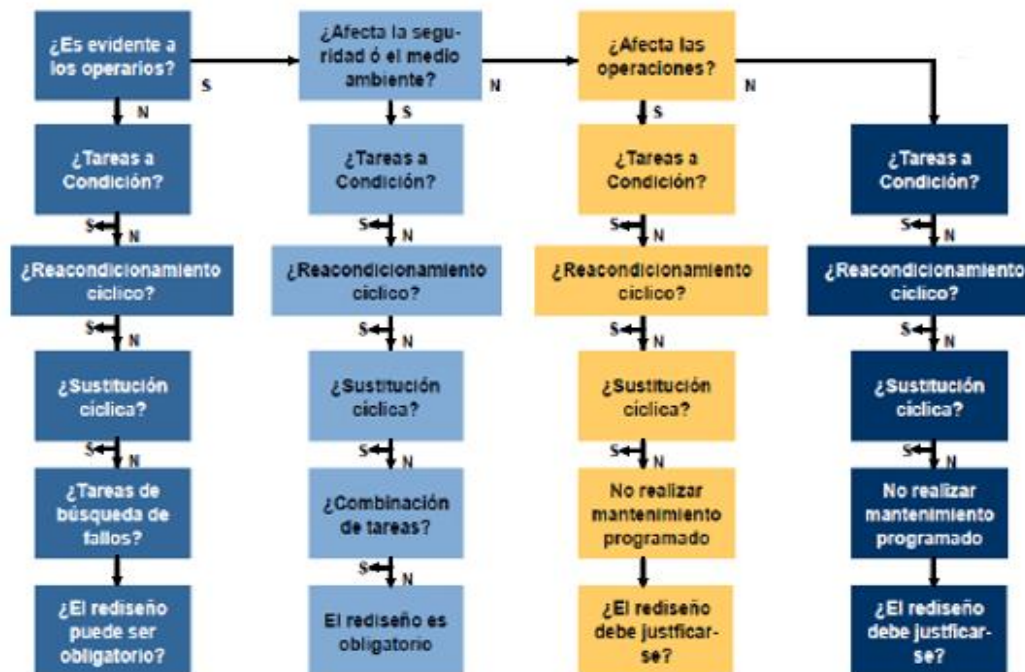 ¿Es evidente a
los operarios?
S
N
¿Tareas a
Condición?
S
N
¿Reacondicionamiento
cíclico?
S
N
¿Sustitución
cíclica?
S
N
¿Tareas de
búsqueda de
fallos?
¿El rediseño
puede ser
obligatorio?
¿Afecta la segu-
ridad ó el medio
ambiente?
N
S
¿Tareas a
Condición?
S
N
¿Reacondicionamiento
cíclico?
S
N
¿Sustitución
cíclica?
S
N
¿Combinación
de tareas?
S
N
El rediseño es
obligatorio
¿Afecta las
operaciones?
N
S
¿Tareas a
Condición?
S
N
¿Reacondicionamiento
cíclico?
S
N
¿Sustitución
cíclica?
S
N
No realizar
mantenimiento
programado
¿El rediseño
debe justficar-
se?
¿Tareas a
Condición?
S
N
¿Reacondicionamiento
cíclico?
S
N
¿Sustitución
cíclica?
S
N
No realizar
mantenimiento
programado
¿El rediseño
debe justficar-
se?